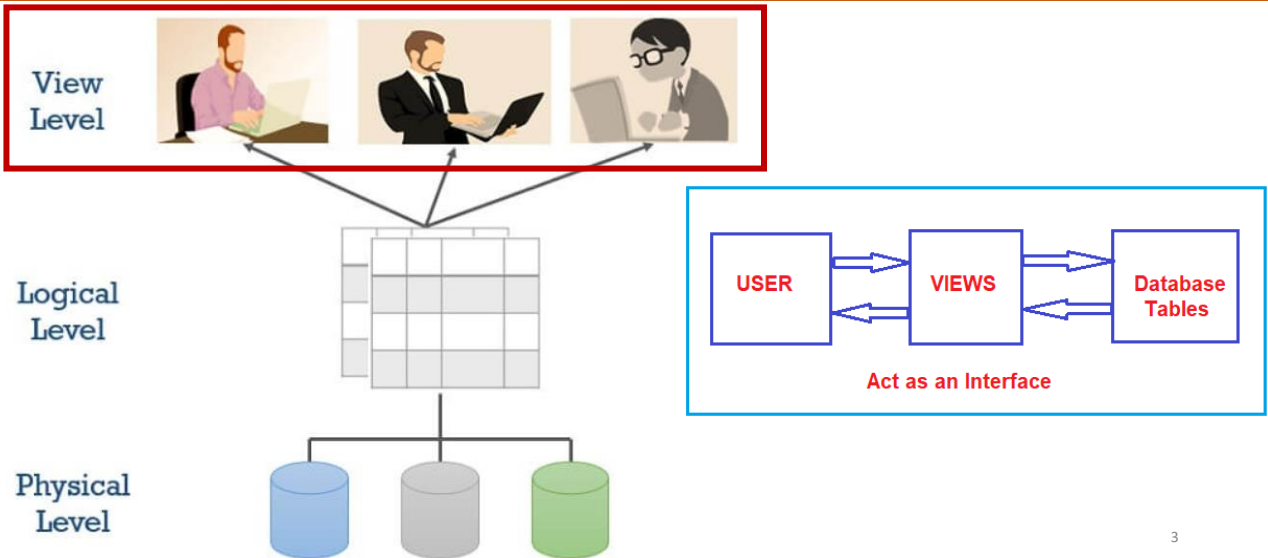 View
Level
Logical
Level
Physical
Level
USER
VIEWS
Database
Tables
Act as an Interface
3